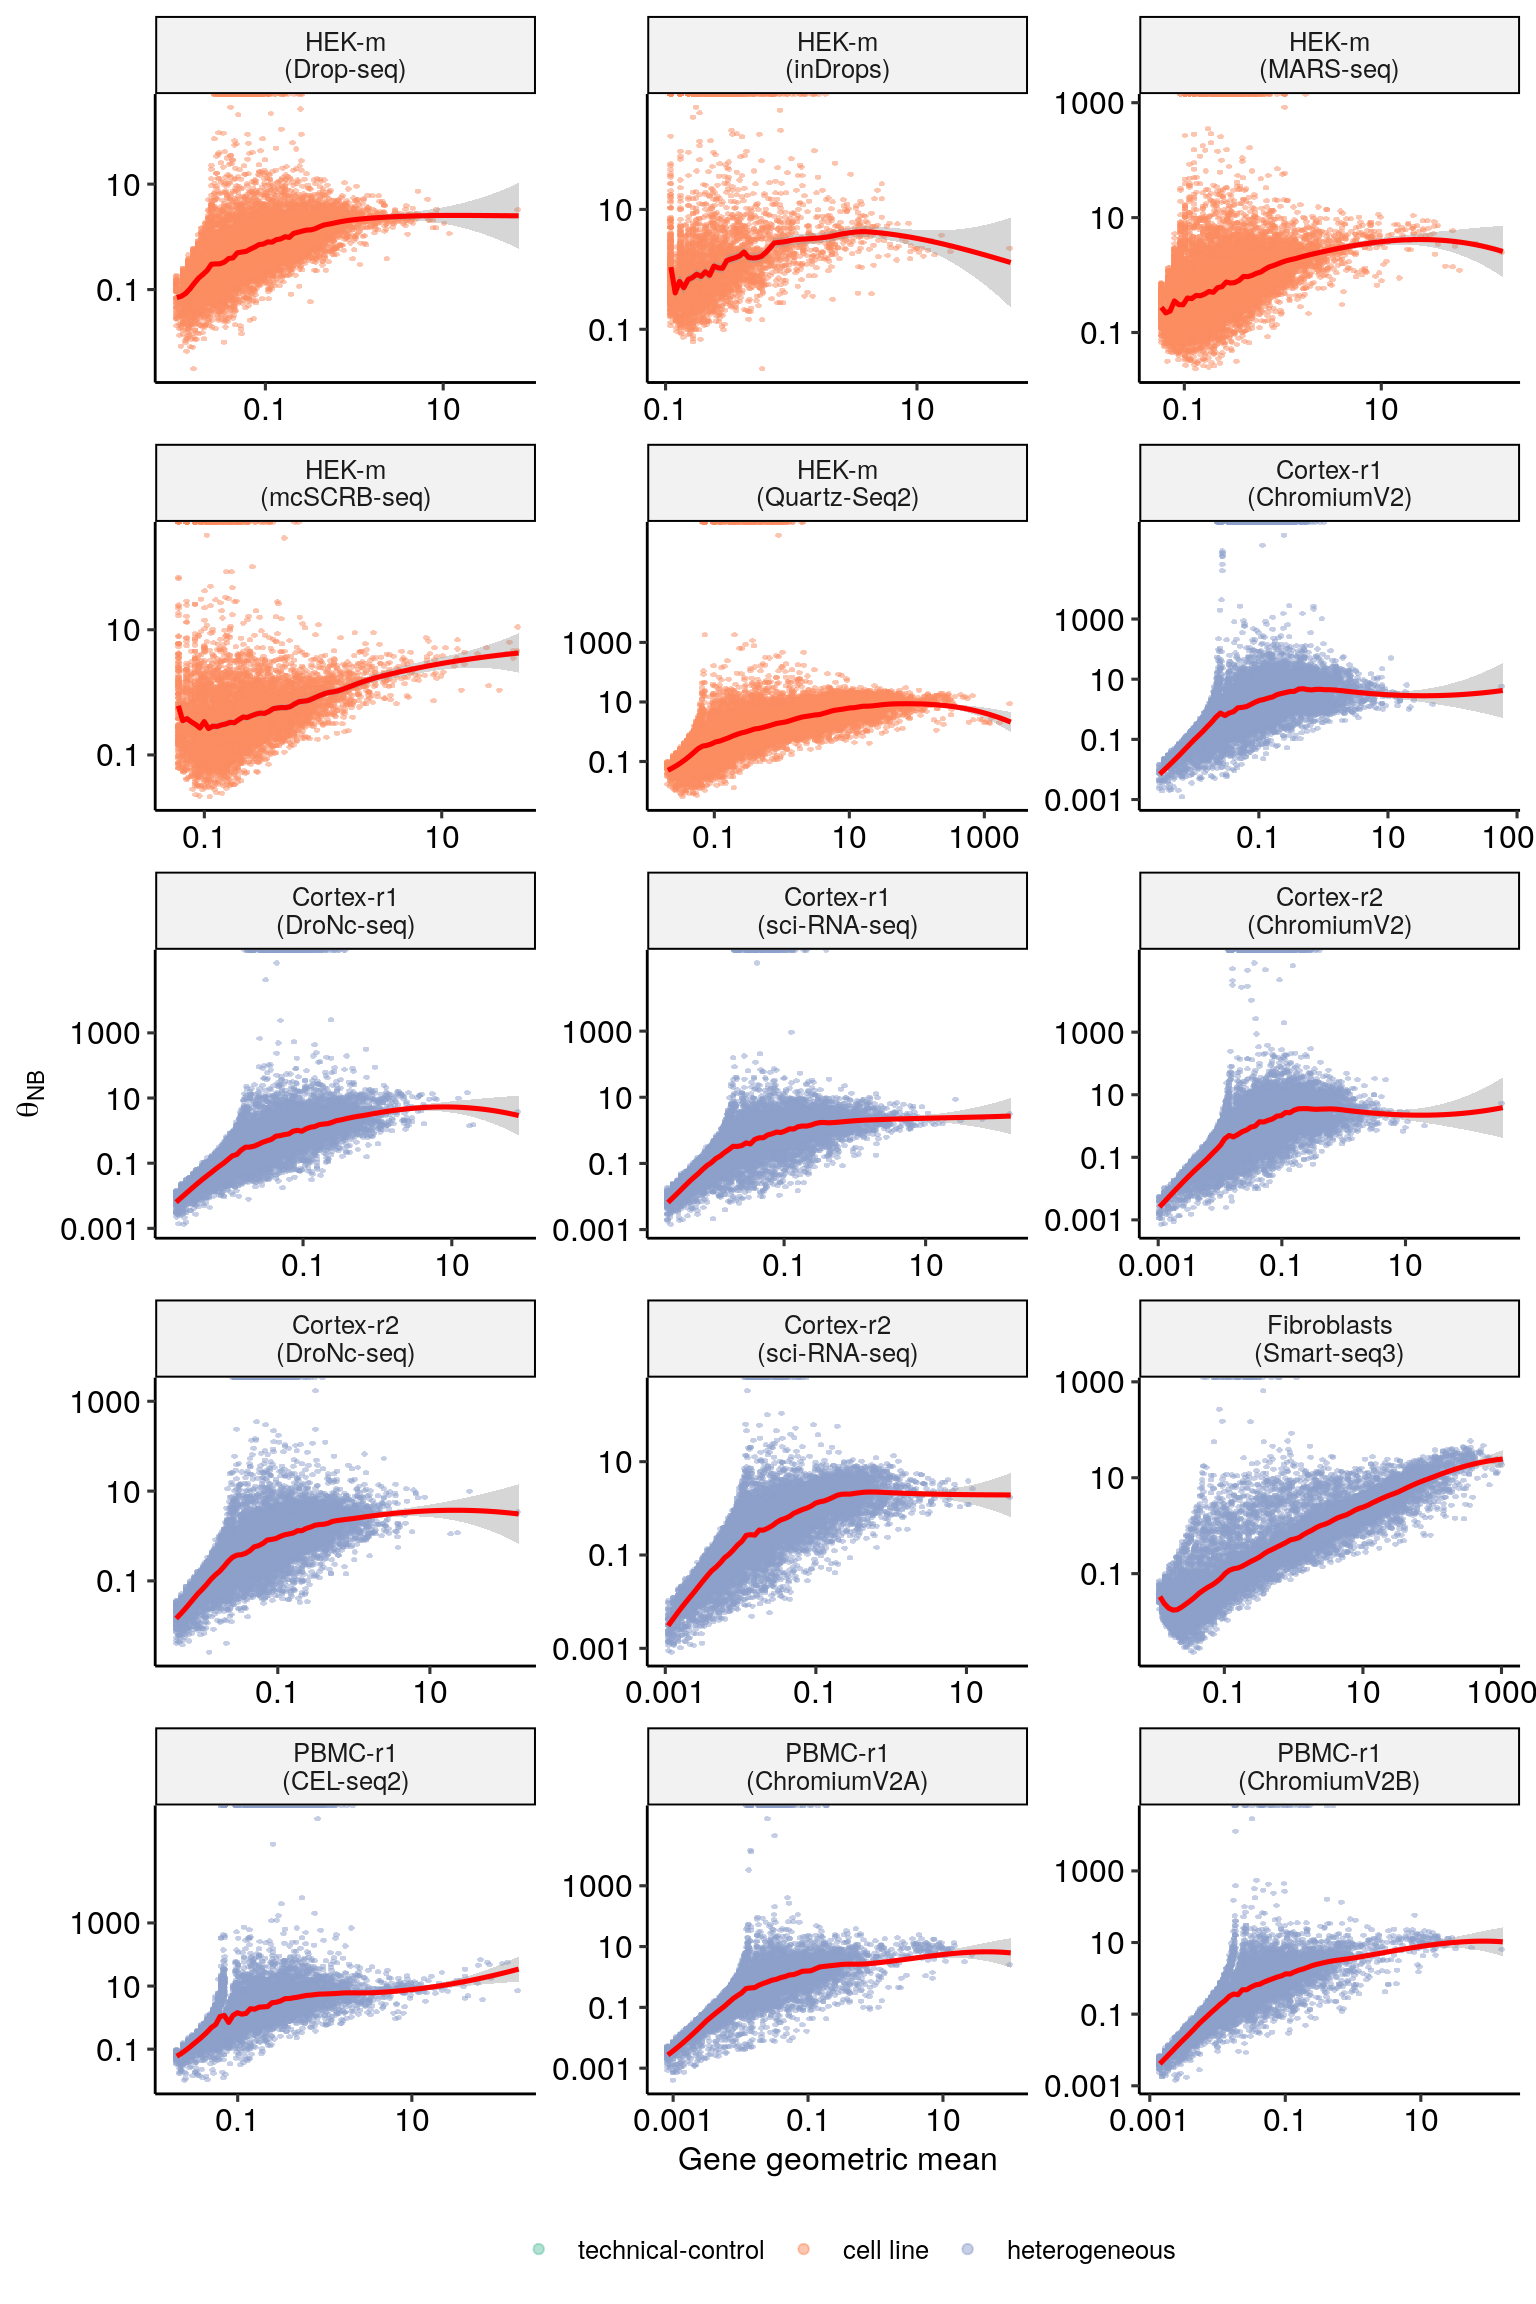 HEK-m
(Drop-seq)
HEK-m
(inDrops)
HEK-m
(MARS-seq)
10
0.1
0.1
10
10
0.1
0.1
10
1000
10
0.1
0.1
10
HEK-m
(mcSCRB-seq)
HEK-m
(Quartz-Seq2)
Cortex-r1
(ChromiumV2)
10
0.1
0.1
10
1000
10
0.1
0.1
10
1000
1000
10
0.1
0.001
0.1
10
100
Cortex-r1
(DroNc-seq)
Cortex-r1
(sci-RNA-seq)
Cortex-r2
(ChromiumV2)
1000
10
0.1
0.001
0.1
10
1000
10
0.1
0.001
0.1
10
1000
10
0.1
0.001
0.001
0.1
10
θNB
Cortex-r2
(DroNc-seq)
Cortex-r2
(sci-RNA-seq)
Fibroblasts
(Smart-seq3)
1000
10
0.1
0.1
10
10
0.1
0.001
0.001
0.1
10
1000
10
0.1
0.1
10
1000
PBMC-r1
(CEL-seq2)
PBMC-r1
(ChromiumV2A)
PBMC-r1
(ChromiumV2B)
1000
10
0.1
0.1
10
1000
10
0.1
0.001
0.001
0.1
10
1000
10
0.1
0.001
0.001
0.1
10
Gene geometric mean
technical-control
cell line
heterogeneous